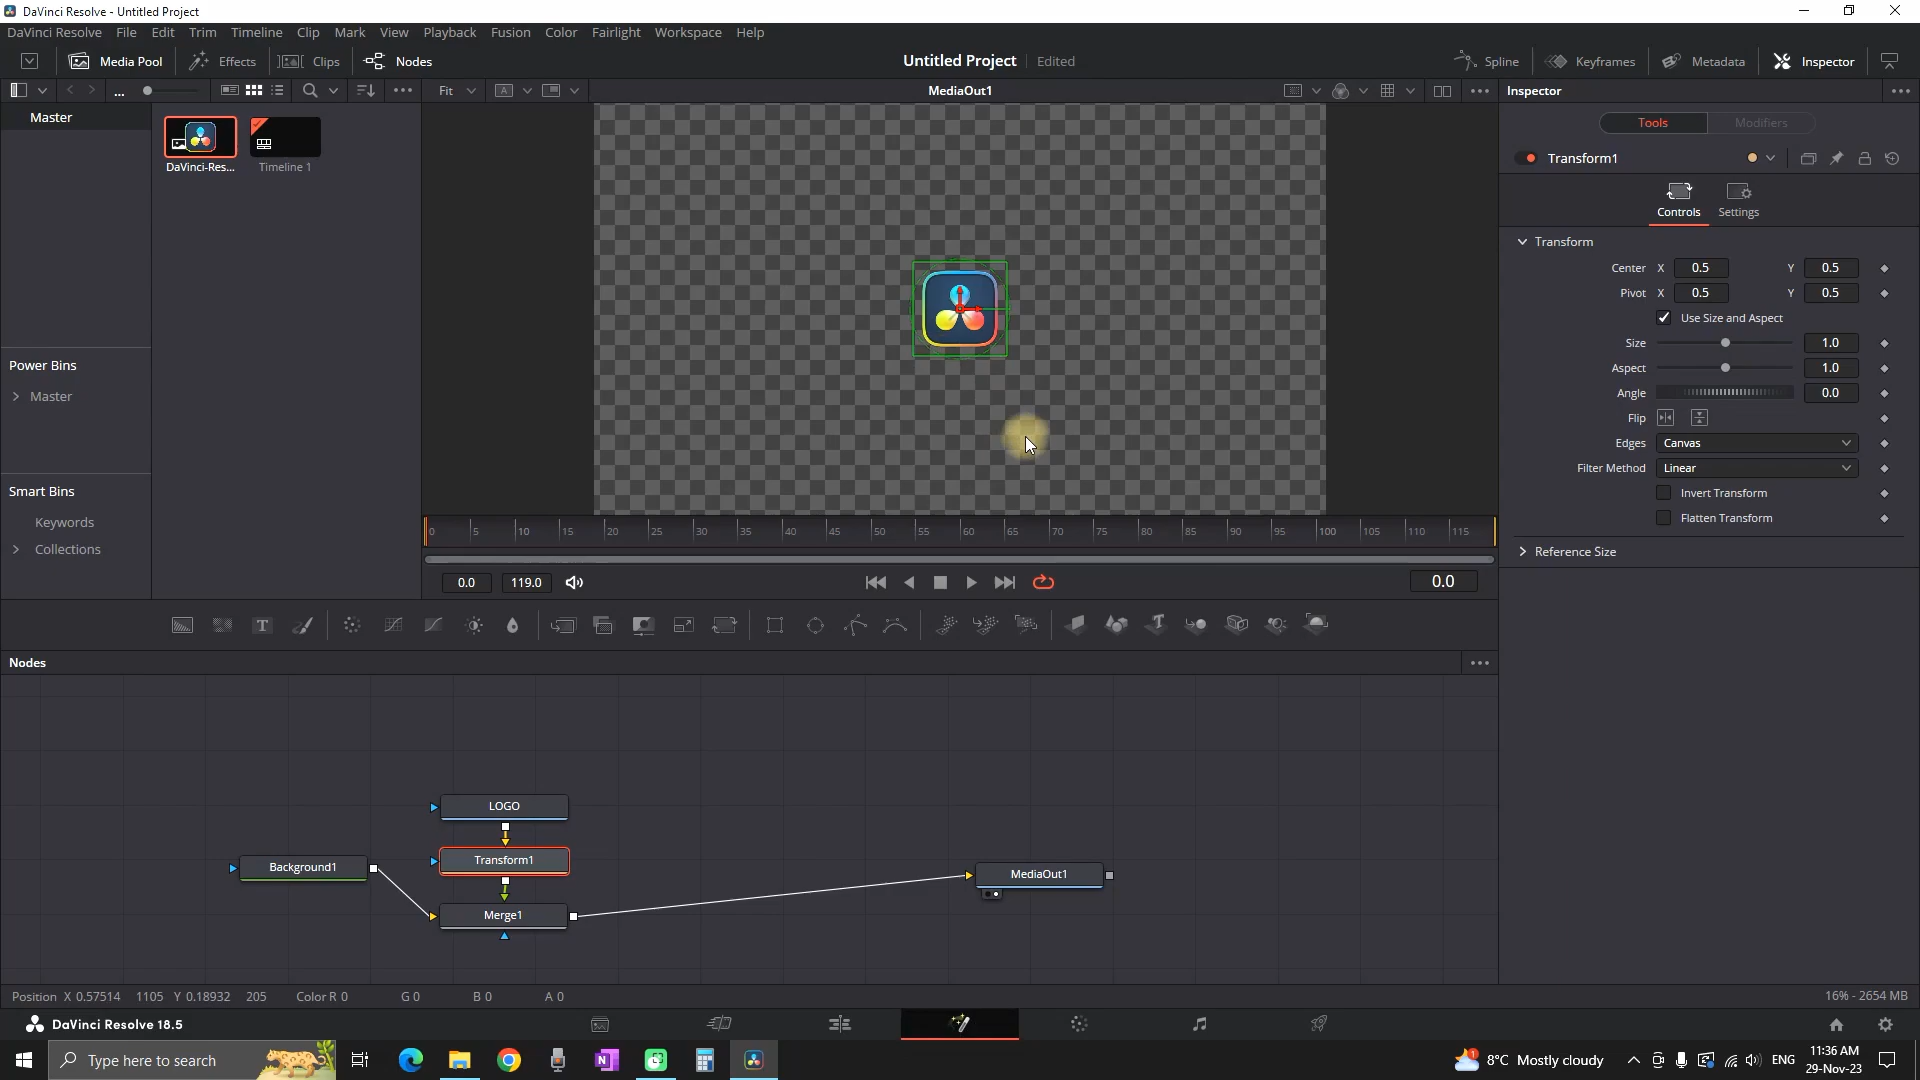 DaVinci Resolve - Untitled Project
DaVinci Resolve File Edit Trim Timeline Clip Mark View Playback Fusion Color Fairlight Workspace Help
Media Pool Effects Clips Nodes Untitled Project Edited Spline Keyframes Metadata Inspector
... Fit A MediaOut1 Inspector
Master
DaVinci-Res... Timeline 1
Power Bins
Master
Smart Bins
Keywords
Collections
Tools Modifiers
Transform1
Controls Settings
Transform
Center X 0.5 Y 0.5
Pivot X 0.5 Y 0.5
Use Size and Aspect
Size 1.0
Aspect 1.0
Angle 0.0
Flip
Edges Canvas
Filter Method Linear
Invert Transform
Flatten Transform
Reference Size
0 5 10 15 20 25 30 35 40 45 50 55 60 65 70 75 80 85 90 95 100 105 110 115
0.0 119.0 0.0
T T
Nodes
LOGO
Transform1
Background1
Merge1
MediaOut1
Position X 0.57514 1105 Y 0.18932 205 Color R 0 G 0 B 0 A 0 16% - 2654 MB
DaVinci Resolve 18.5
Type here to search 1 8°C Mostly cloudy ENG 11:36 AM
29-Nov-23